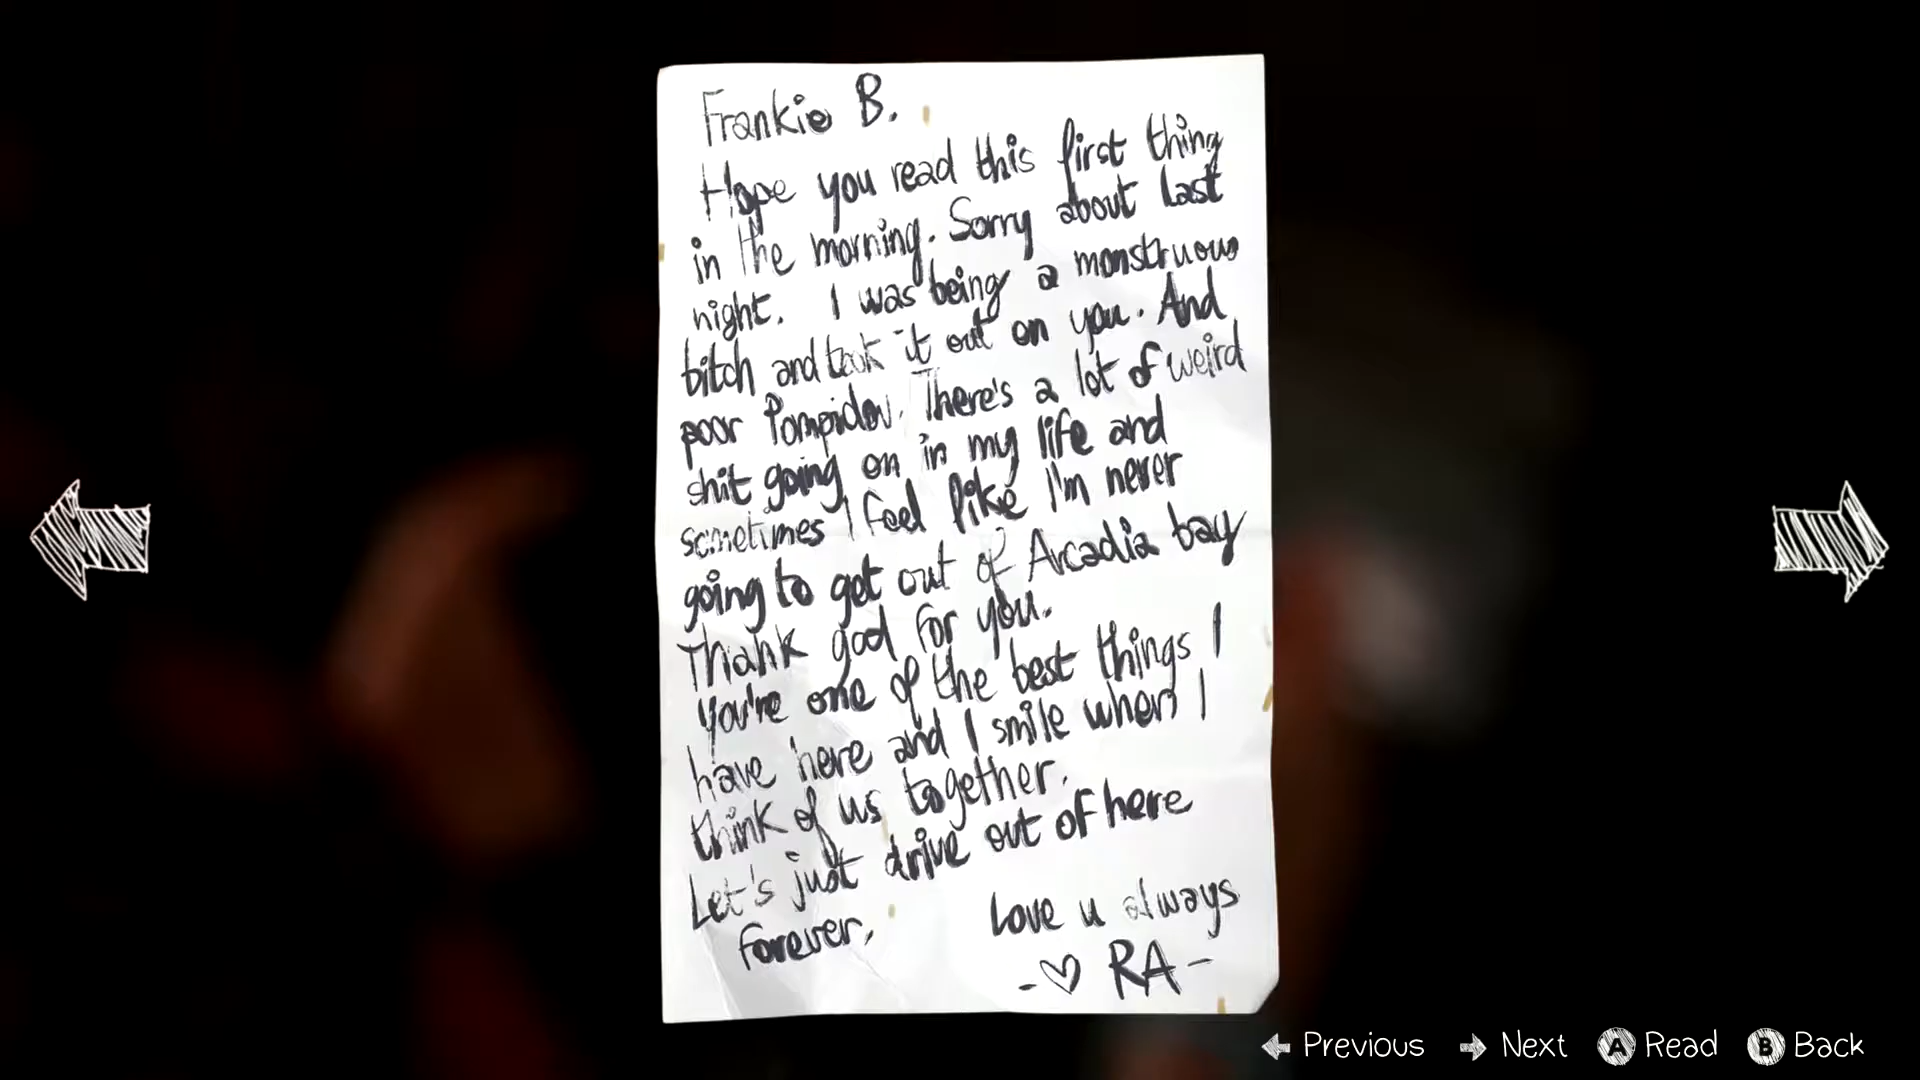 Frankie B.
Hope you read this first thing
in the morning. Sorry about last
night. I was being a monstruous
bitch and took it out on you. And
poor Pompidou. There's a lot of weird
shit going on in my life and
sometimes I feel like I'm never
going to get out of Arcadia bay
Thank god for you.
You're one of the best things I
have here and I smile when I
think of us together.
Let's just drive out of here
forever.
Love u always
-♡ RA-
Previous
Next
A Read
B Back